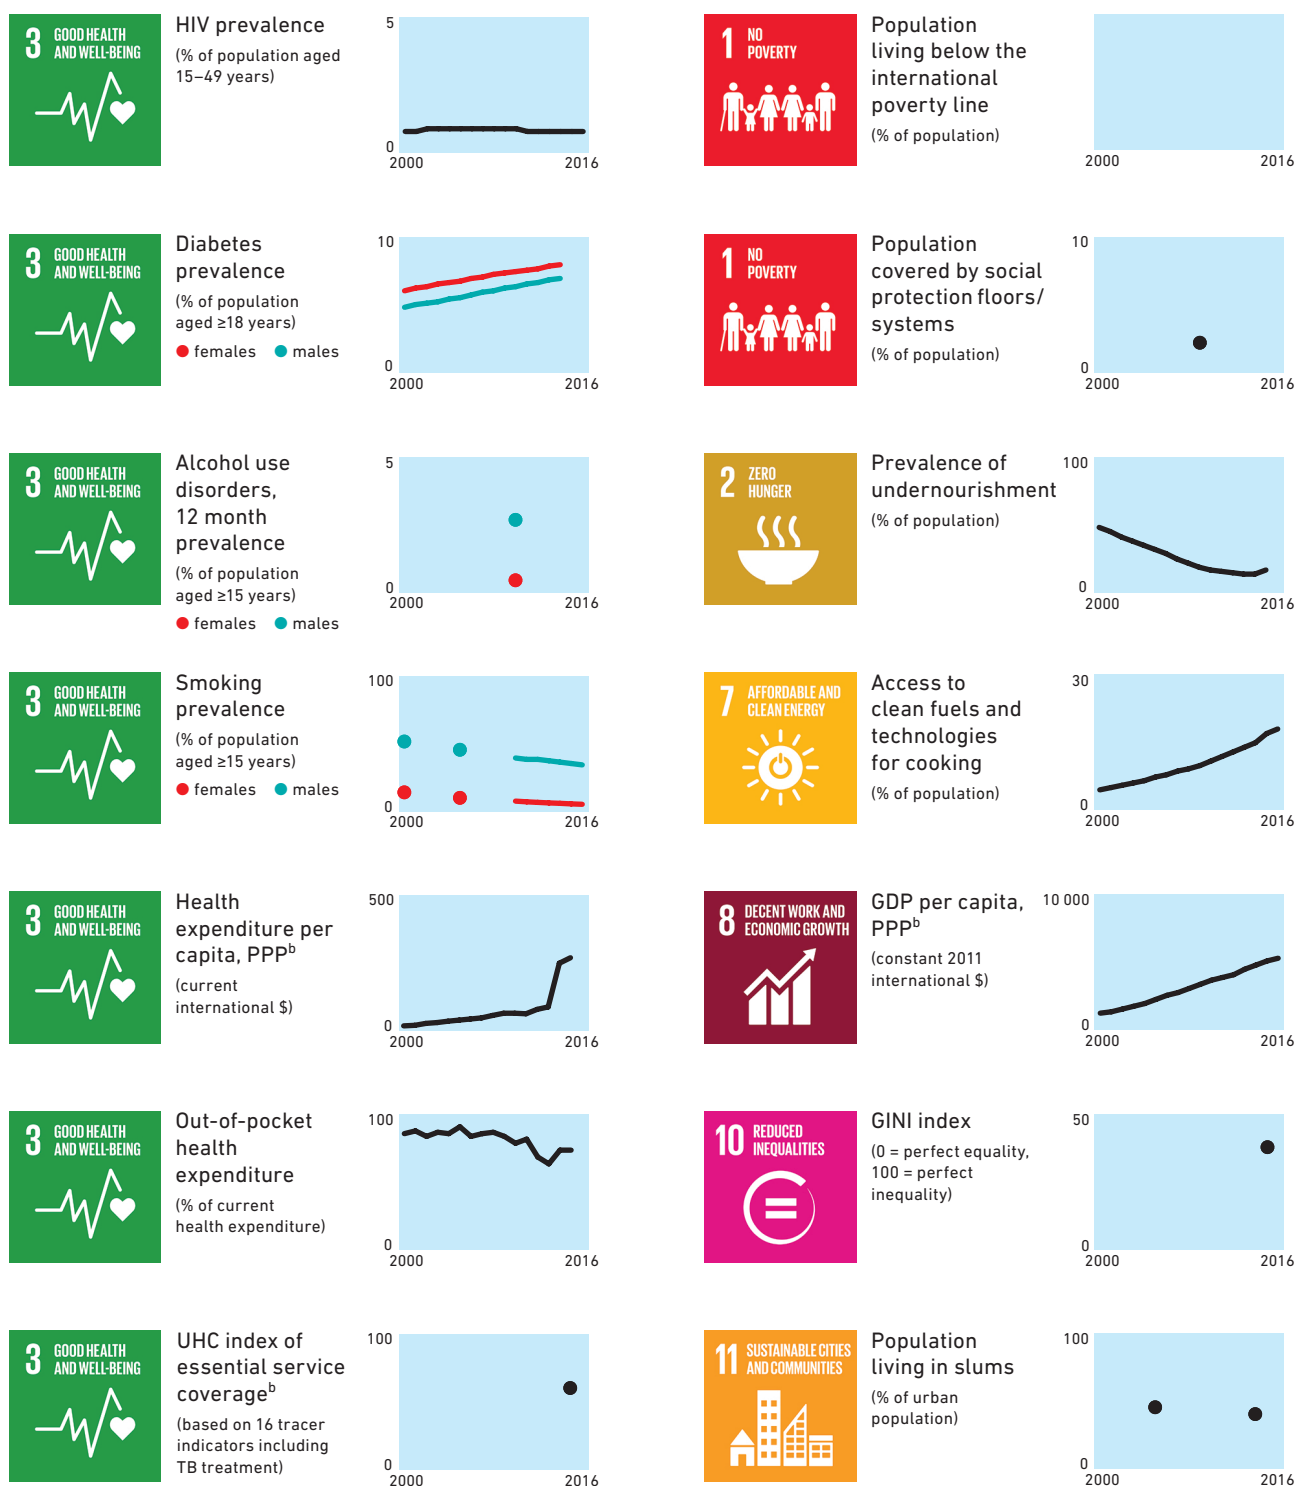 3 GOOD HEALTH
AND WELL-BEING
HIV prevalence
(% of population aged
15–49 years)
5
0
2000 2016
1 NO
POVERTY
Population
living below the
international
poverty line
(% of population)
2000 2016
3 GOOD HEALTH
AND WELL-BEING
Diabetes
prevalence
(% of population
aged ≥18 years)
females males
10
0
2000 2016
1 NO
POVERTY
Population
covered by social
protection floors/
systems
(% of population)
10
0
2000 2016
3 GOOD HEALTH
AND WELL-BEING
Alcohol use
disorders,
12 month
prevalence
(% of population
aged ≥15 years)
females males
5
0
2000 2016
2 ZERO
HUNGER
Prevalence of
undernourishment
(% of population)
100
0
2000 2016
3 GOOD HEALTH
AND WELL-BEING
Smoking
prevalence
(% of population
aged ≥15 years)
females males
100
0
2000 2016
7 AFFORDABLE AND
CLEAN ENERGY
Access to
clean fuels and
technologies
for cooking
(% of population)
30
0
2000 2016
3 GOOD HEALTH
AND WELL-BEING
Health
expenditure per
capita, PPPᵇ
(current
international $)
500
0
2000 2016
8 DECENT WORK AND
ECONOMIC GROWTH
GDP per capita,
PPPᵇ
(constant 2011
international $)
10 000
0
2000 2016
3 GOOD HEALTH
AND WELL-BEING
Out-of-pocket
health
expenditure
(% of current
health expenditure)
100
0
2000 2016
10 REDUCED
INEQUALITIES
GINI index
(0 = perfect equality,
100 = perfect
inequality)
50
0
2000 2016
3 GOOD HEALTH
AND WELL-BEING
UHC index of
essential service
coverageᵇ
(based on 16 tracer
indicators including
TB treatment)
100
0
2000 2016
11 SUSTAINABLE CITIES
AND COMMUNITIES
Population
living in slums
(% of urban
population)
100
0
2000 2016